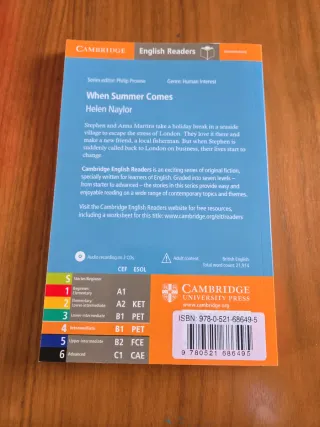 CAMBRIDGE English Readers
Series editor: Philip Prowse Genre: Human Interest
When Summer Comes
Helen Naylor
Stephen and Anna Martins take a holiday break in a seaside
village to escape the stress of London. They love it there and
make a new friend, a local fisherman. But when Stephen is
suddenly called back to London on business, their lives start to
change.
Cambridge English Readers is an exciting series of original fiction,
specially written for learners of English. Graded into seven levels –
from starter to advanced – the stories in this series provide easy and
enjoyable reading on a wide range of contemporary topics and themes.
Visit the Cambridge Readers website for free resources,
including a worksheet for this title: www.cambridge.org/elt/readers
Audio recording on 2 CDs
Adult content
British English
Total word count: 21,916
CEF ESOL
S Starter/Beginner
1 Beginner/Elementary A1
2 Elementary/Lower-intermediate A2 KET
3 Lower-intermediate B1 PET
4 Intermediate B1 PET
5 Upper-intermediate B2 FCE
6 Advanced C1 CAE
CAMBRIDGE
UNIVERSITY PRESS
www.cambridge.org
ISBN: 978-0-521-68649-5
9 780521 686495